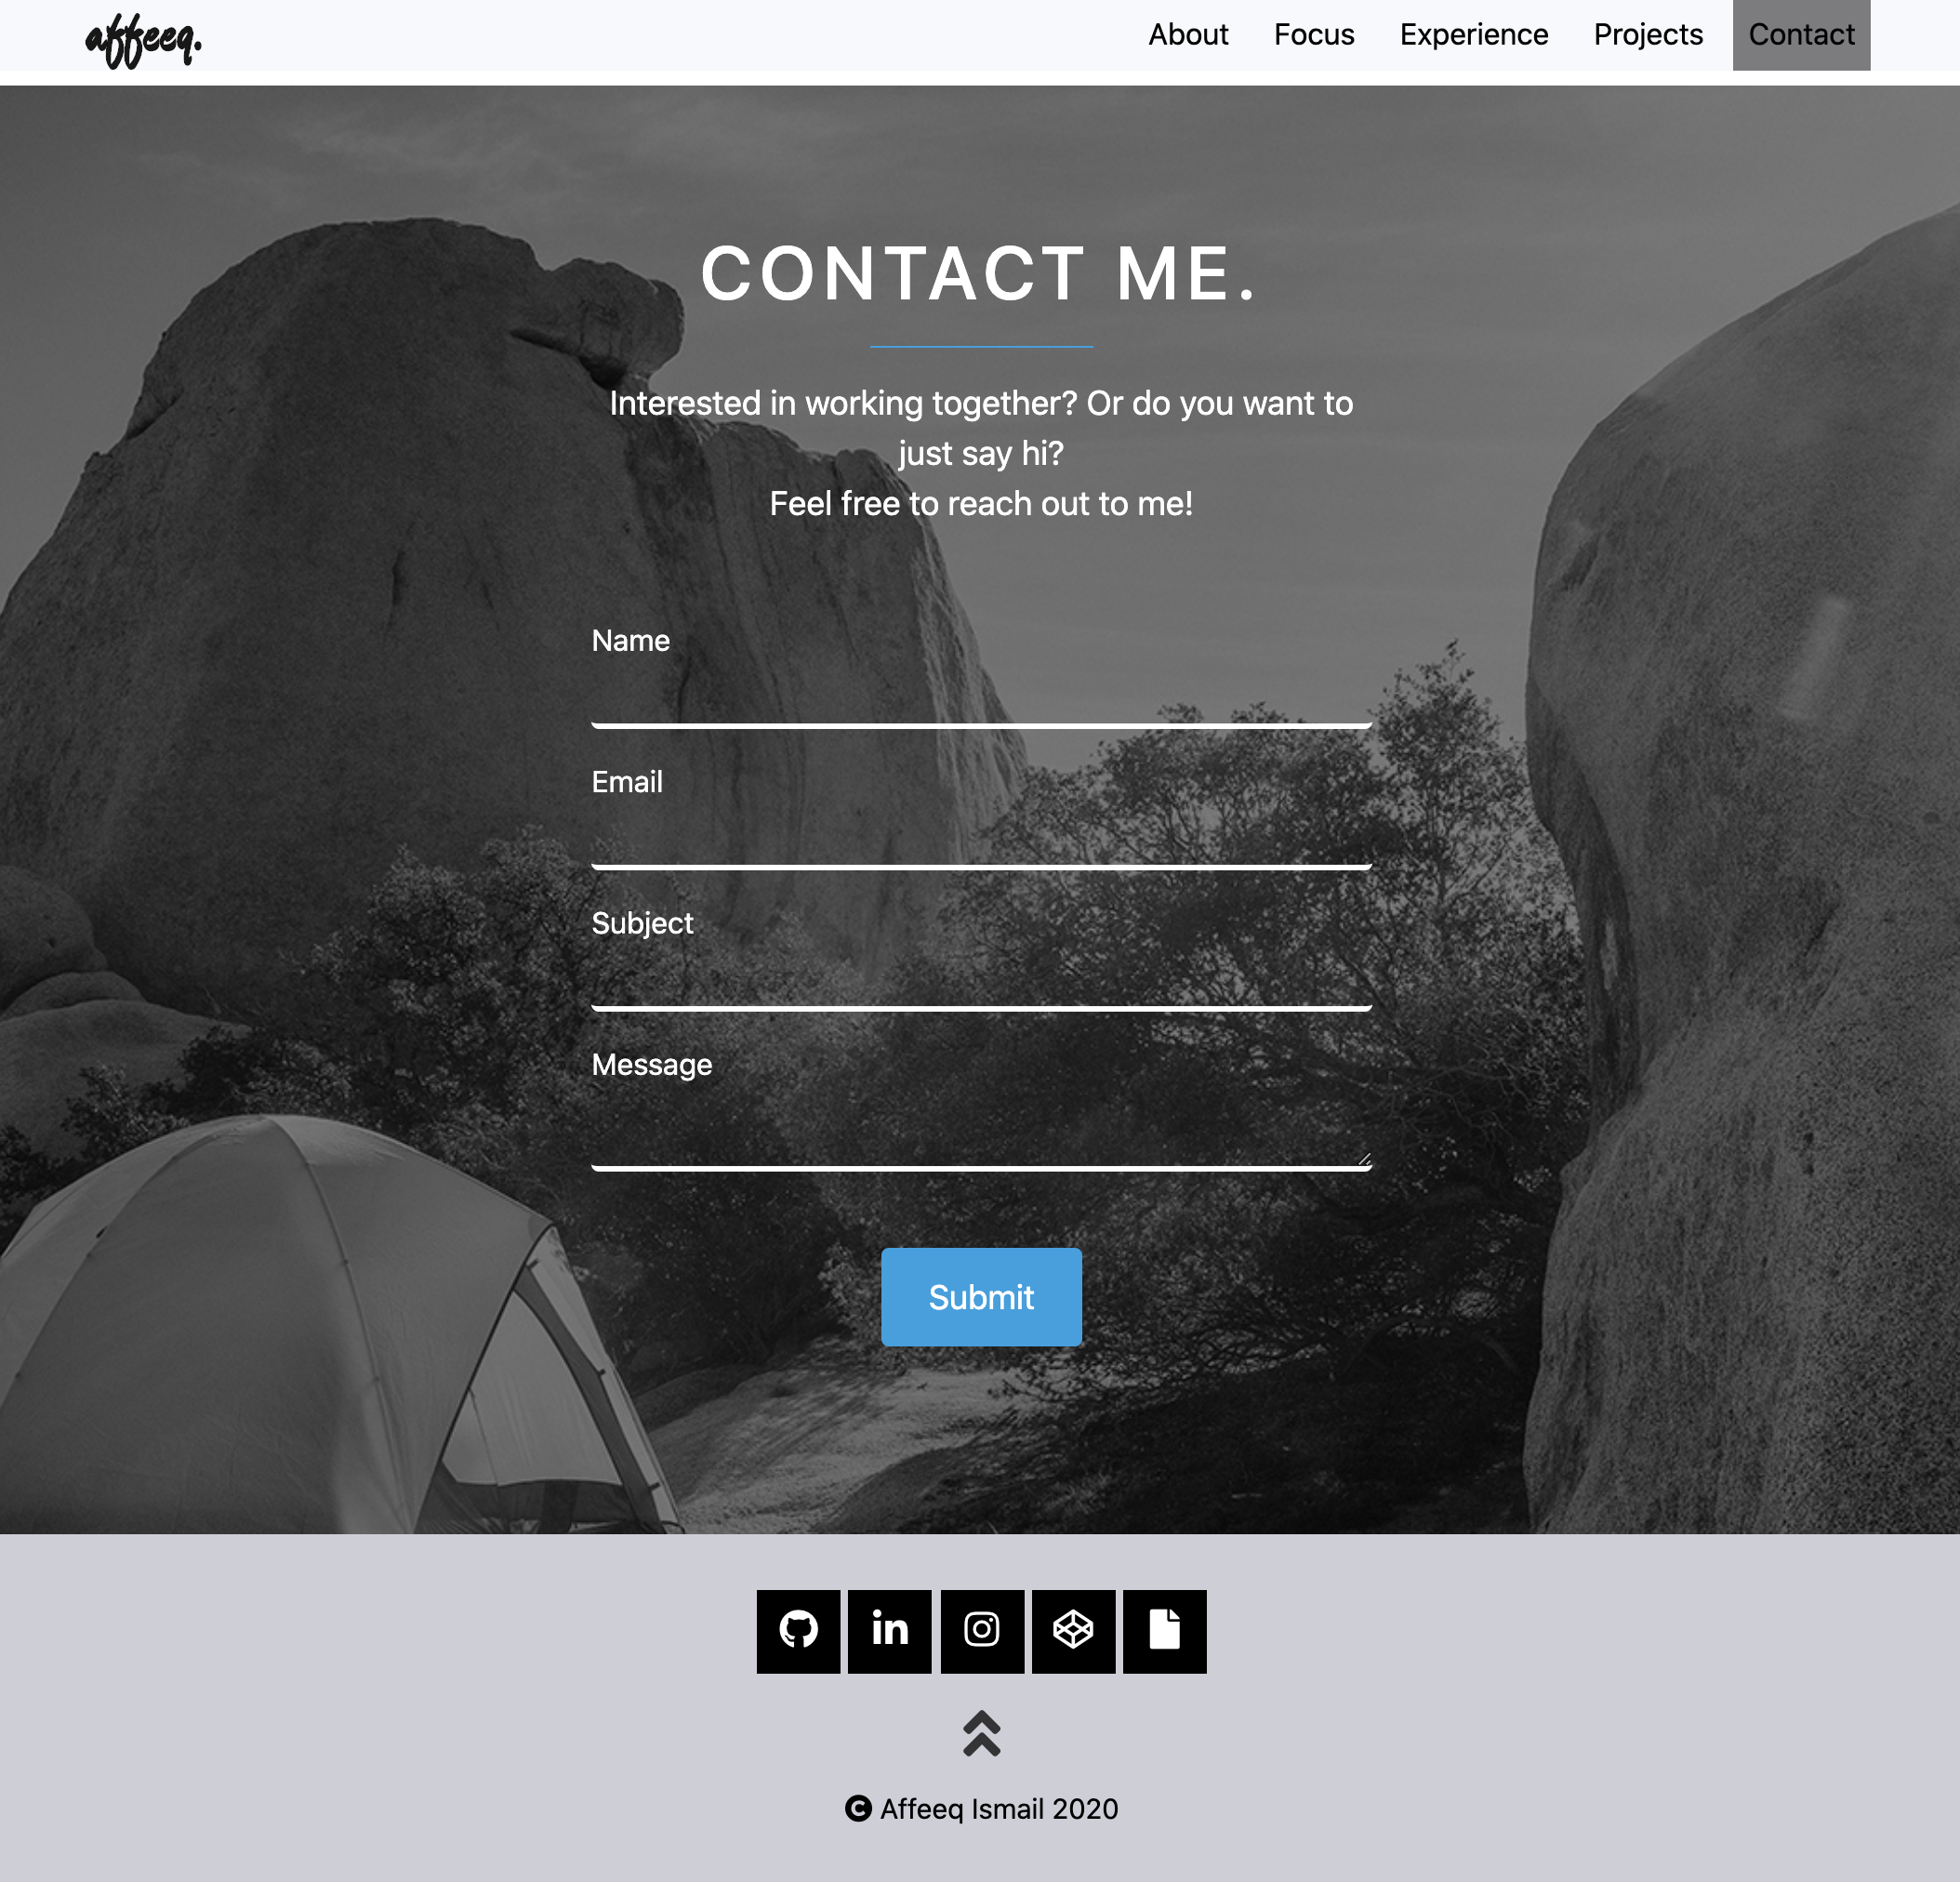 affeeq.
About Focus Experience Projects Contact
CONTACT ME.
Interested in working together? Or do you want to
just say hi?
Feel free to reach out to me!
Name
Email
Subject
Message
Submit
in
© Affeeq Ismail 2020